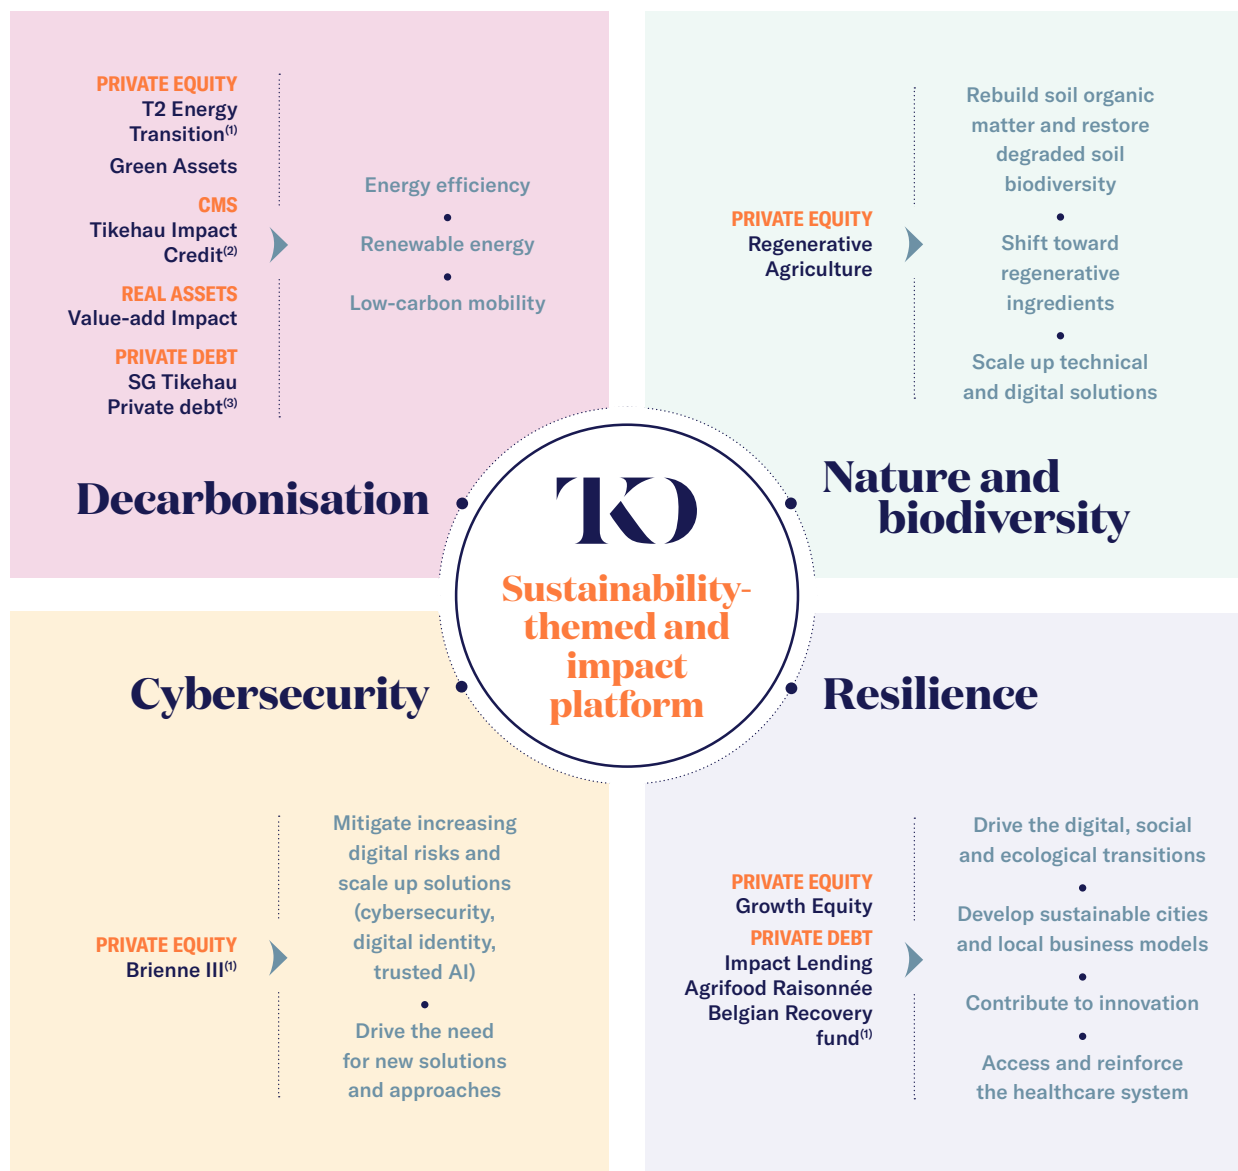 PRIVATE EQUITY
T2 Energy
Transition(1)
Green Assets
CMS
Tikehau Impact
Credit(2)
REAL ASSETS
Value-add Impact
PRIVATE DEBT
SG Tikehau
Private debt(3)
Energy efficiency
•
Renewable energy
•
Low-carbon mobility
Decarbonisation
PRIVATE EQUITY
Regenerative
Agriculture
Rebuild soil organic
matter and restore
degraded soil
biodiversity
•
Shift toward
regenerative
ingredients
•
Scale up technical
and digital solutions
Nature and
biodiversity
TKO
Sustainability-
themed and
impact
platform
Cybersecurity
PRIVATE EQUITY
Brienne III(1)
Mitigate increasing
digital risks and
scale up solutions
(cybersecurity,
digital identity,
trusted AI)
•
Drive the need
for new solutions
and approaches
Resilience
PRIVATE EQUITY
Growth Equity
PRIVATE DEBT
Impact Lending
Agrifood Raisonnée
Belgian Recovery
fund(1)
Drive the digital, social
and ecological transitions
•
Develop sustainable cities
and local business models
•
Contribute to innovation
•
Access and reinforce
the healthcare system